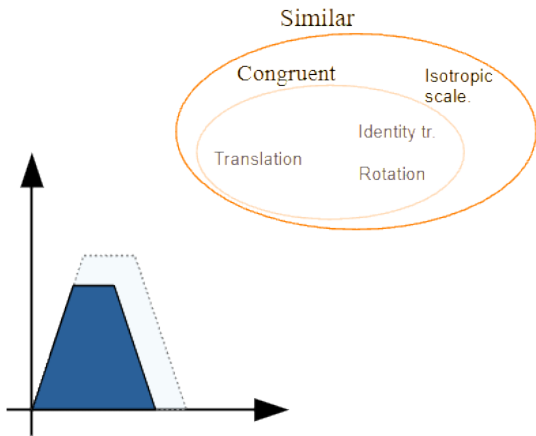 Similar
Congruent
Isotropic
scale.
Identity tr.
Translation
Rotation